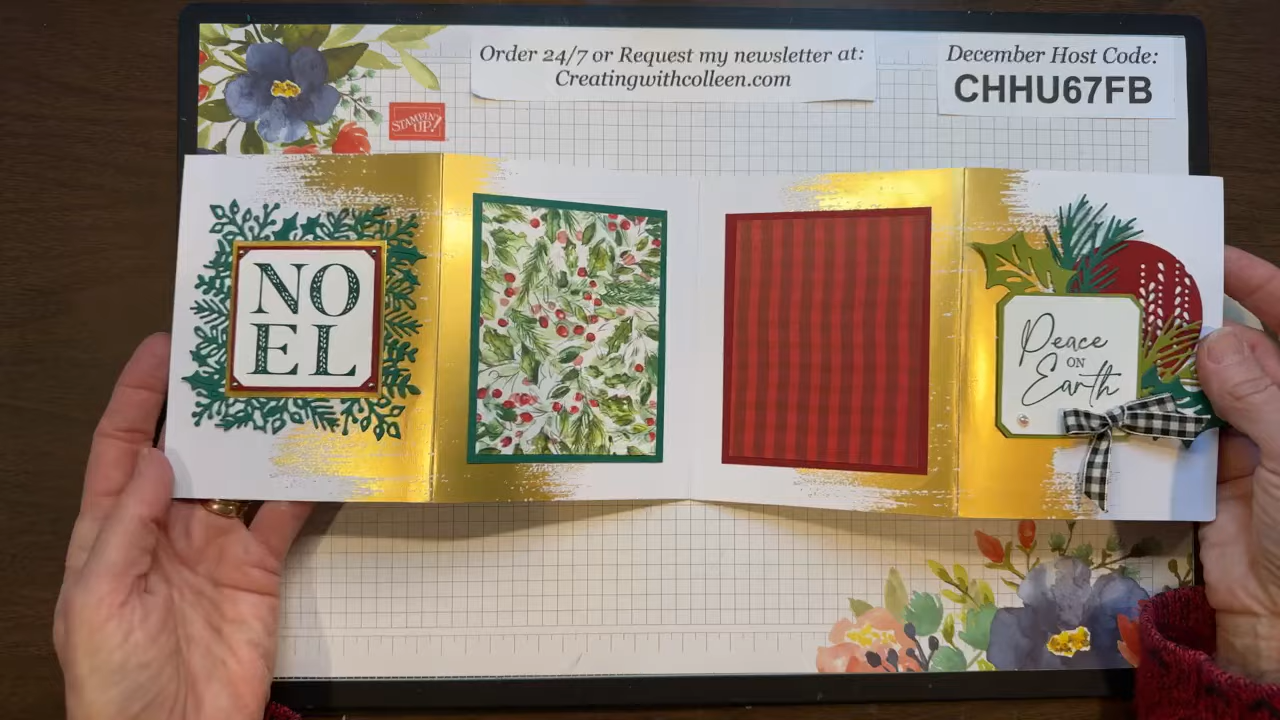 Order 24/7 or Request my newsletter at:
Creatingwithcolleen.com
December Host Code:
CHHU67FB
STAMPIN' UP!
NO
EL
Peace
ON
Earth